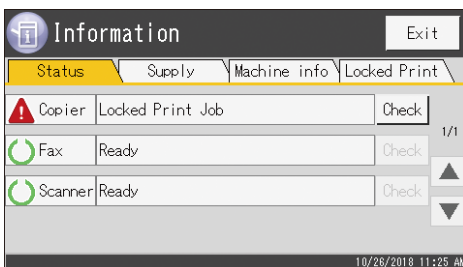 Information Exit
Status Supply Machine info Locked Print
Copier Locked Print Job Check
1/1
Fax Ready Check
Scanner Ready Check
10/26/2018 11:25 AM